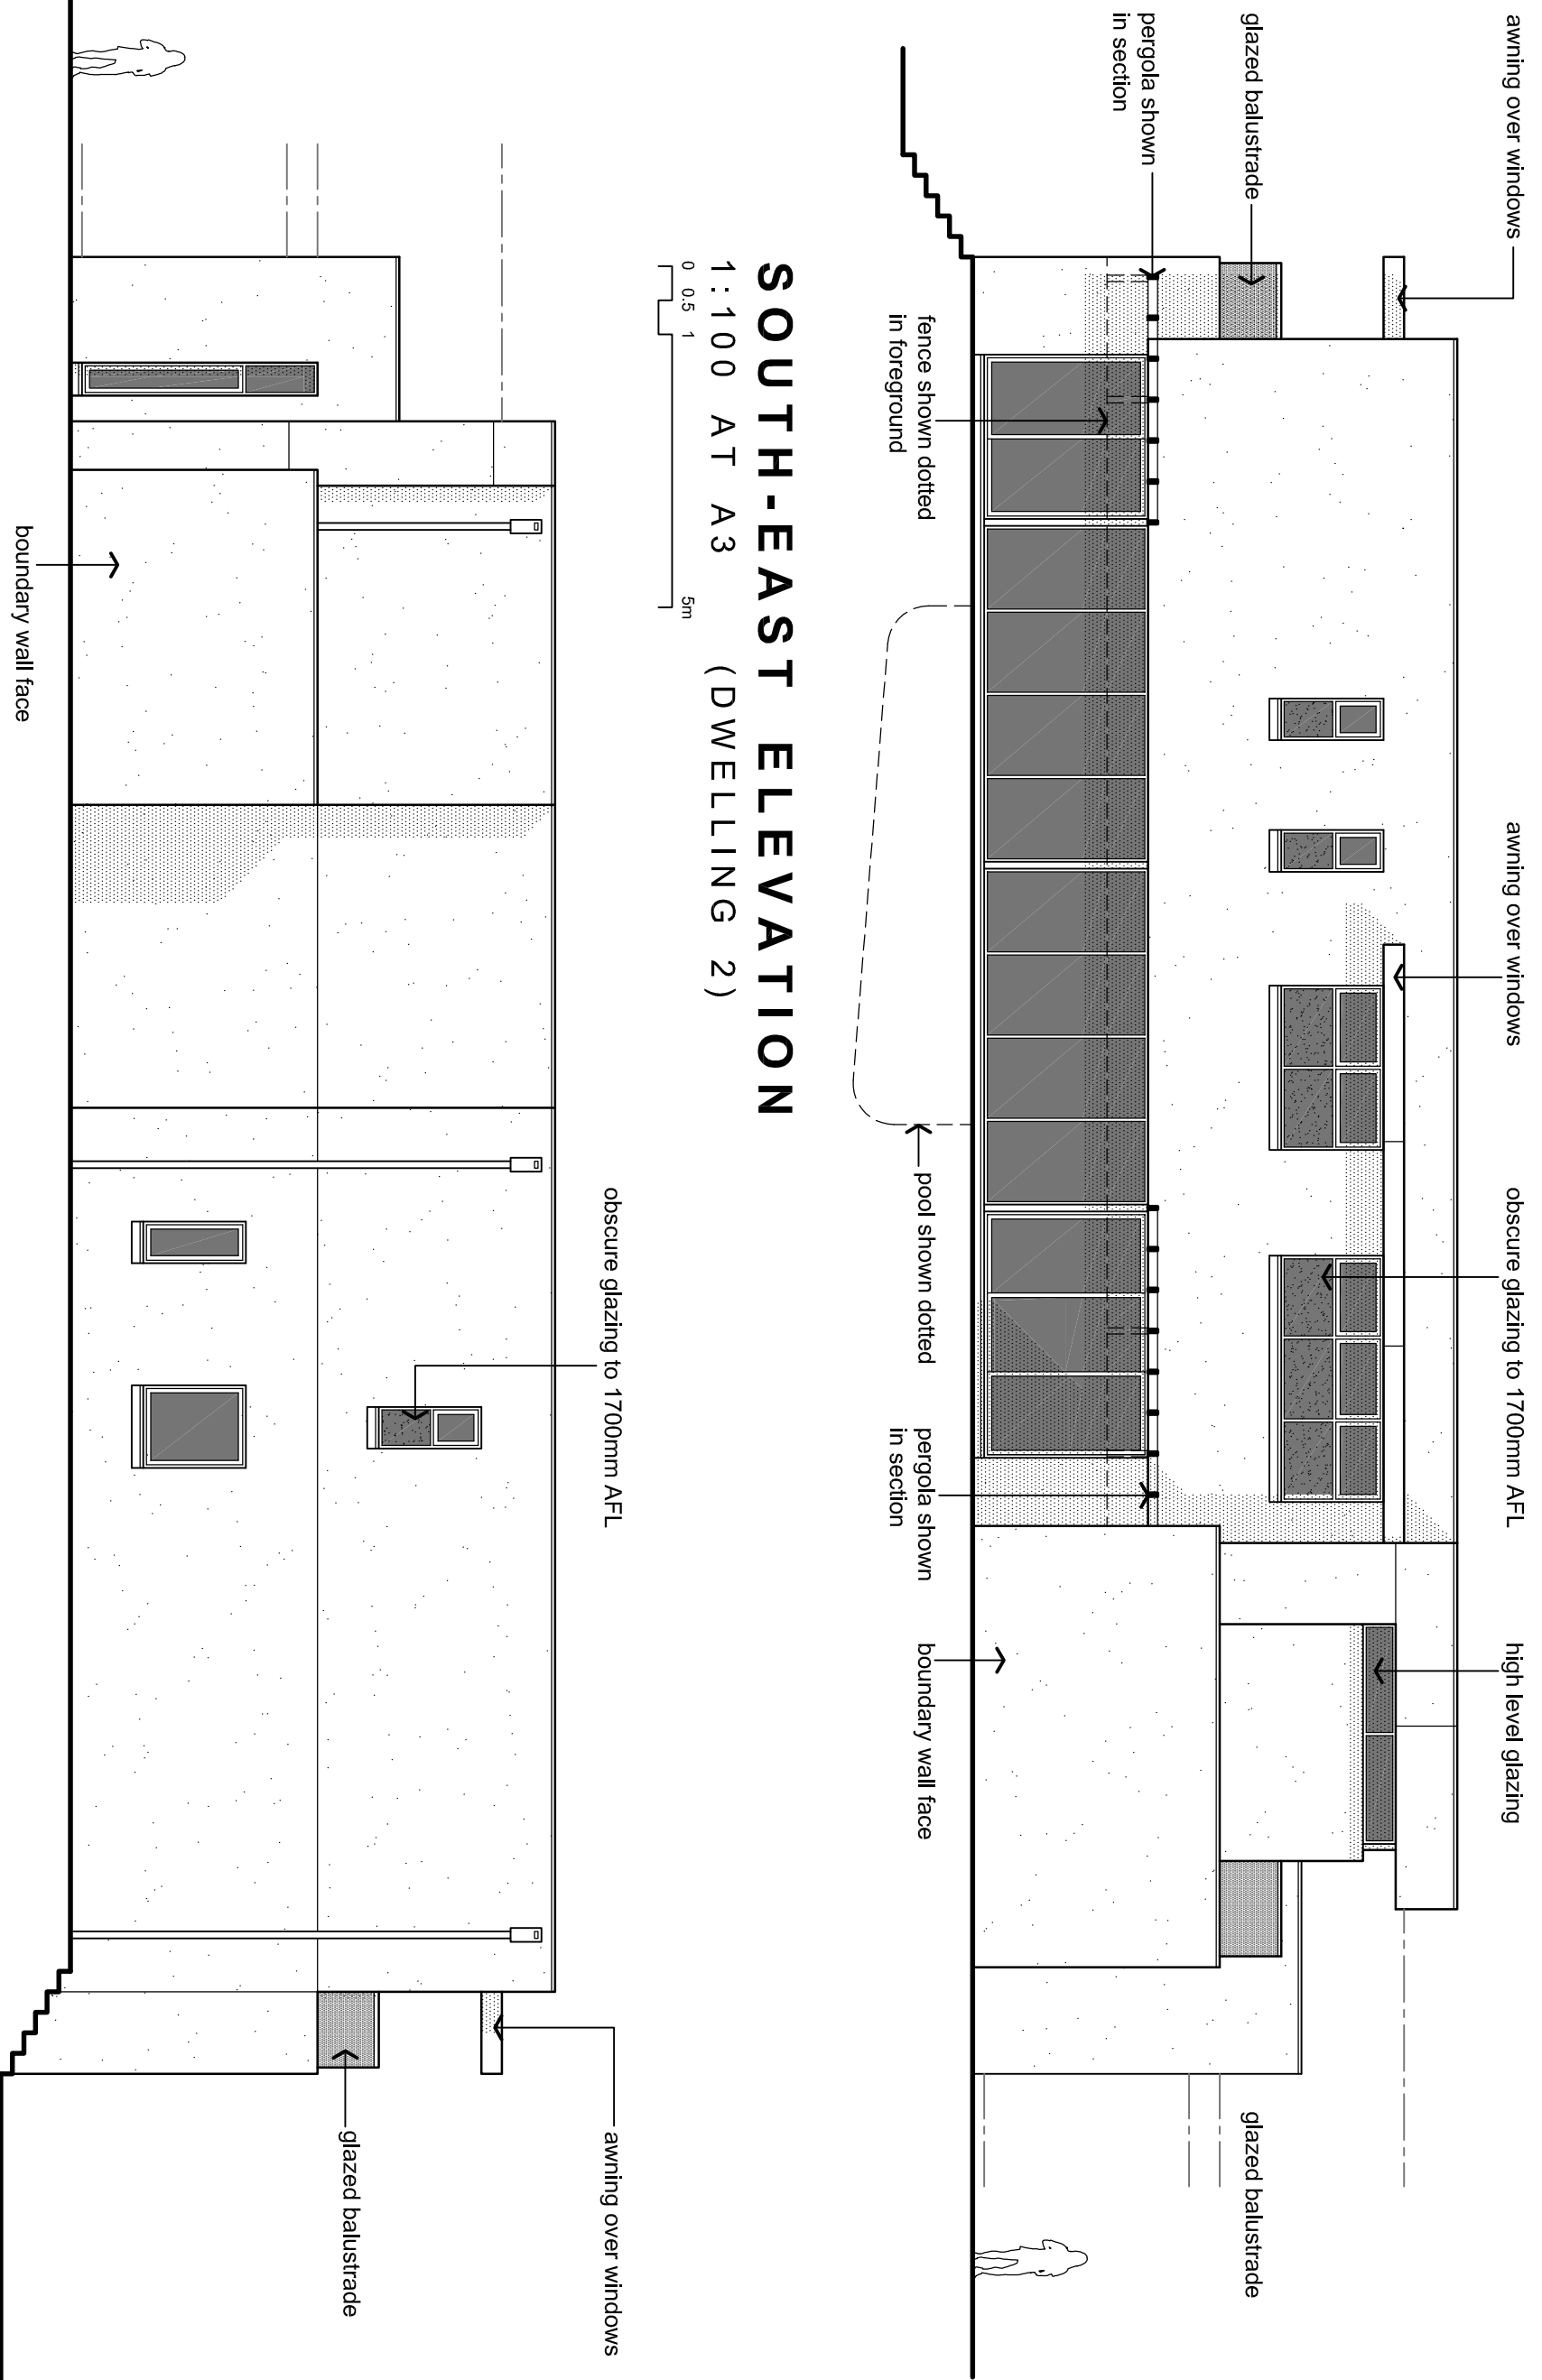 awning over windows
awning over windows
obscure glazing to 1700mm AFL
high level glazing
glazed balustrade
glazed balustrade
pergola shown
in section
fence shown dotted
in foreground
pool shown dotted
pergola shown
in section
boundary wall face
SOUTH-EAST ELEVATION
1:100 AT A3 (DWELLING 2)
0 0.5 1 5m
obscure glazing to 1700mm AFL
awning over windows
glazed balustrade
boundary wall face